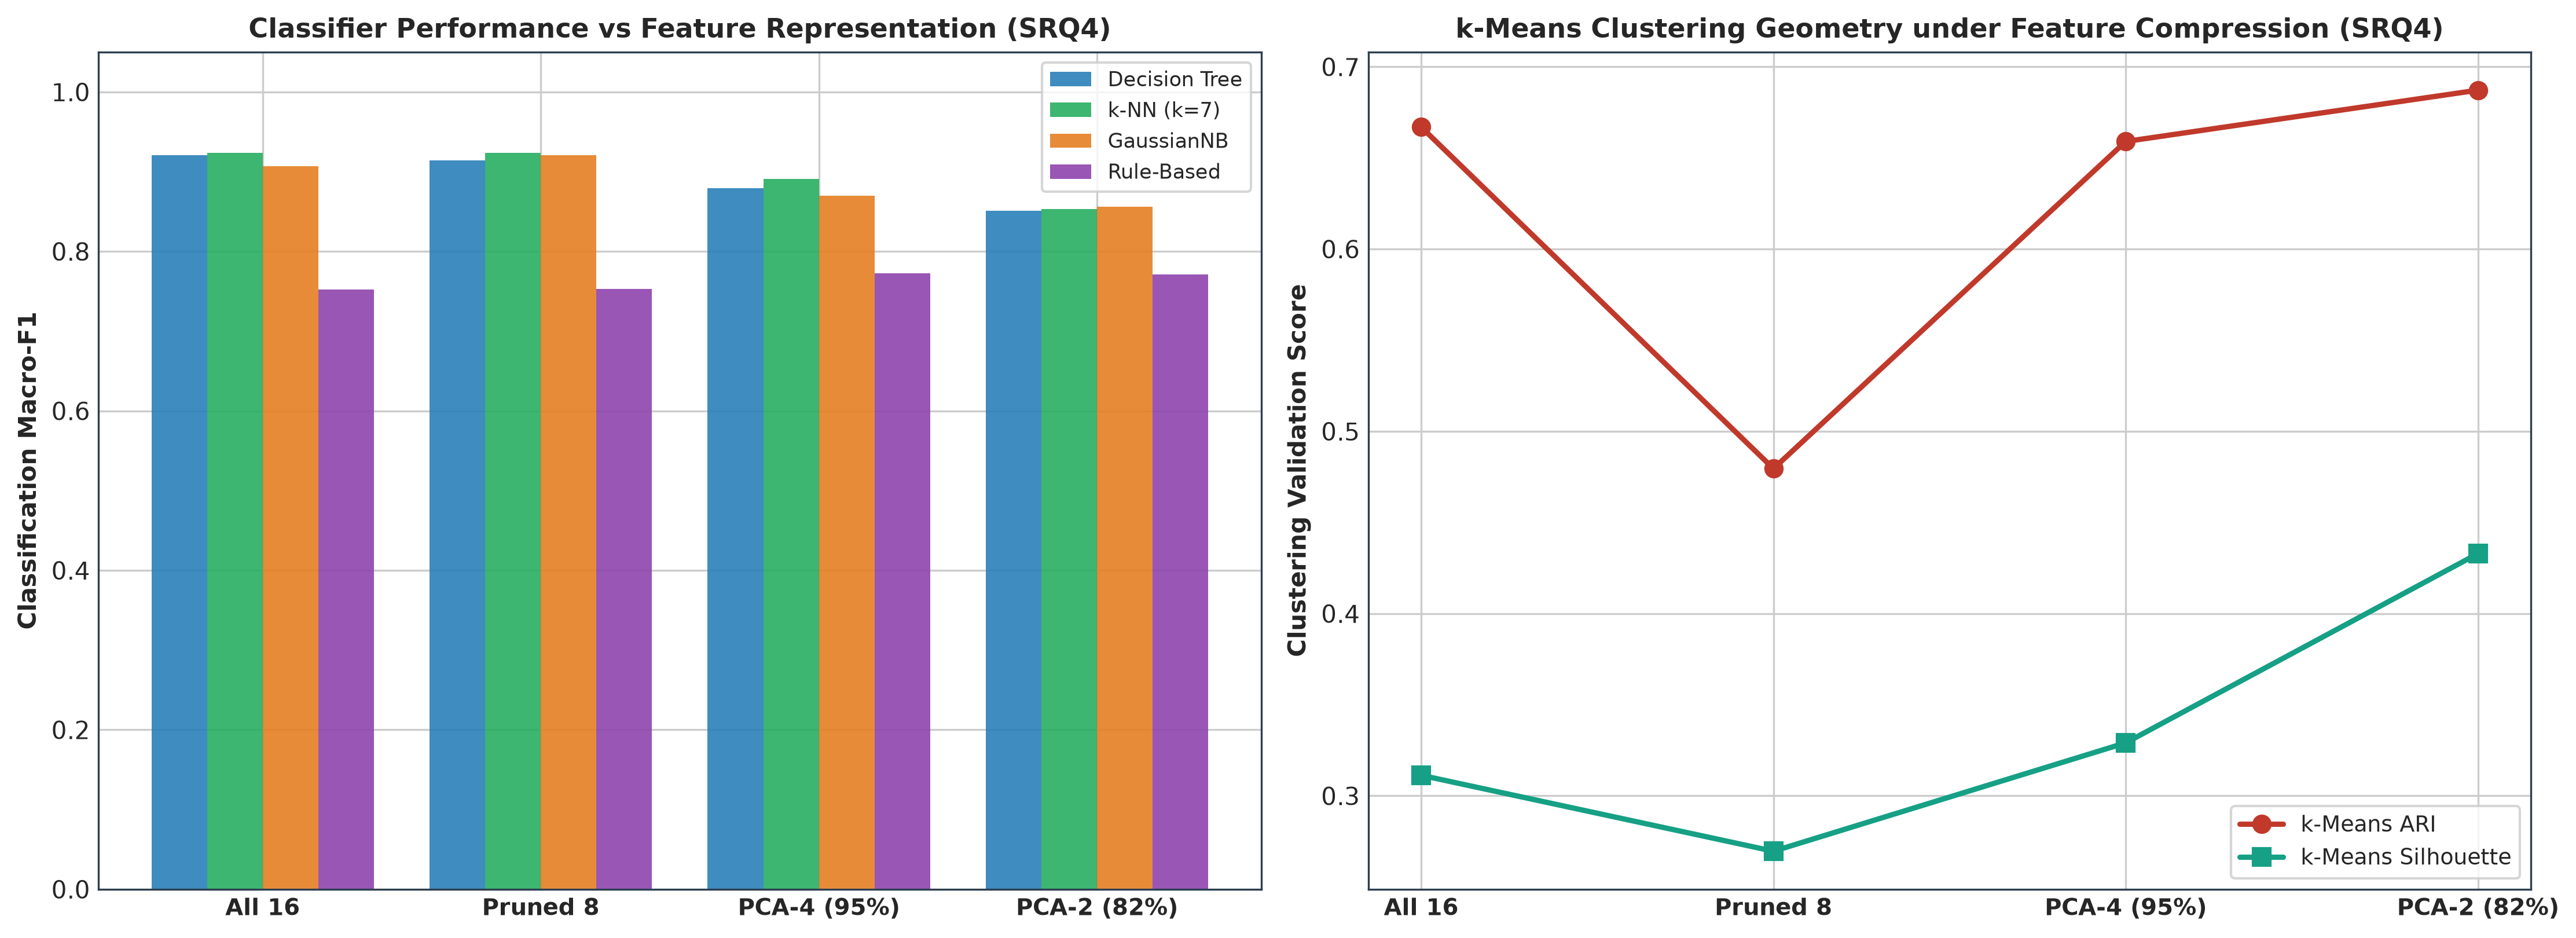 Classifier Performance vs Feature Representation (SRQ4)
Classification Macro-F1
1.0
0.8
0.6
0.4
0.2
0.0
Decision Tree
k-NN (k=7)
GaussianNB
Rule-Based
All 16
Pruned 8
PCA-4 (95%)
PCA-2 (82%)
k-Means Clustering Geometry under Feature Compression (SRQ4)
Clustering Validation Score
0.7
0.6
0.5
0.4
0.3
k-Means ARI
k-Means Silhouette
All 16
Pruned 8
PCA-4 (95%)
PCA-2 (82%)